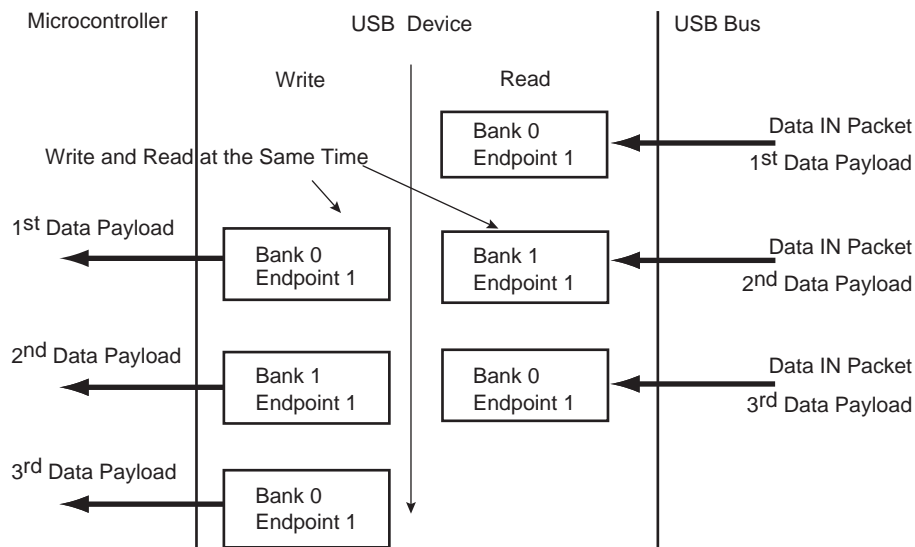 Microcontroller
USB Device
USB Bus
Write
Read
Bank 0
Endpoint 1
Data IN Packet
1st Data Payload
Write and Read at the Same Time
1st Data Payload
Bank 0
Endpoint 1
Bank 1
Endpoint 1
Data IN Packet
2nd Data Payload
2nd Data Payload
Bank 1
Endpoint 1
Bank 0
Endpoint 1
Data IN Packet
3rd Data Payload
3rd Data Payload
Bank 0
Endpoint 1